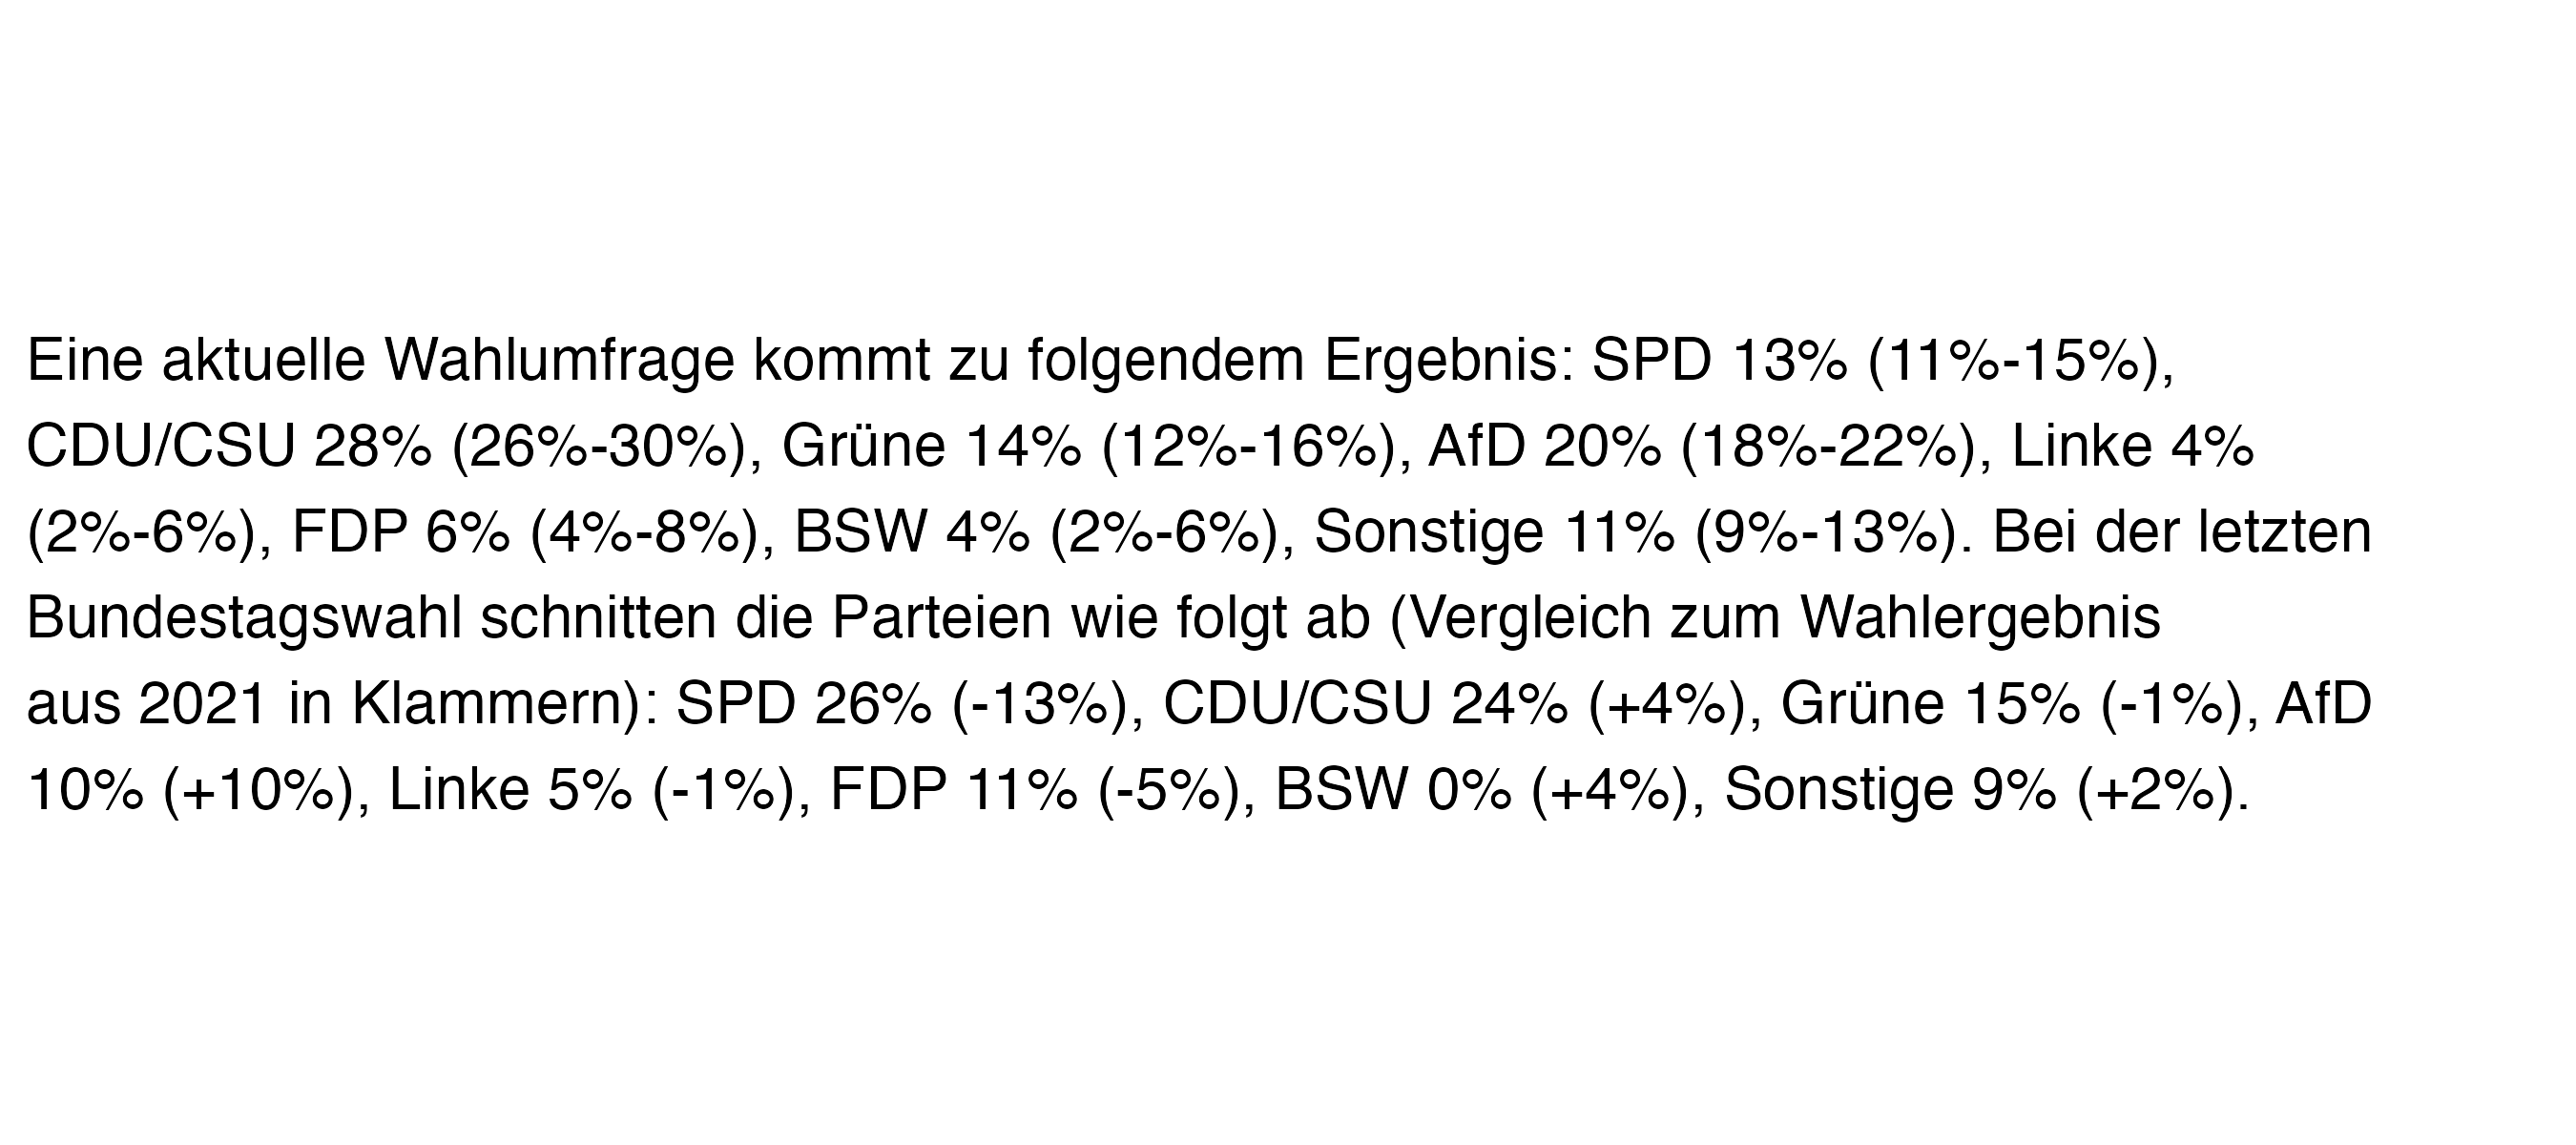 Eine aktuelle Wahlumfrage kommt zu folgendem Ergebnis: SPD 13% (11%-15%),
CDU/CSU 28% (26%-30%), Grüne 14% (12%-16%), AfD 20% (18%-22%), Linke 4%
(2%-6%), FDP 6% (4%-8%), BSW 4% (2%-6%), Sonstige 11% (9%-13%). Bei der letzten
Bundestagswahl schnitten die Parteien wie folgt ab (Vergleich zum Wahlergebnis
aus 2021 in Klammern): SPD 26% (-13%), CDU/CSU 24% (+4%), Grüne 15% (-1%), AfD
10% (+10%), Linke 5% (-1%), FDP 11% (-5%), BSW 0% (+4%), Sonstige 9% (+2%).